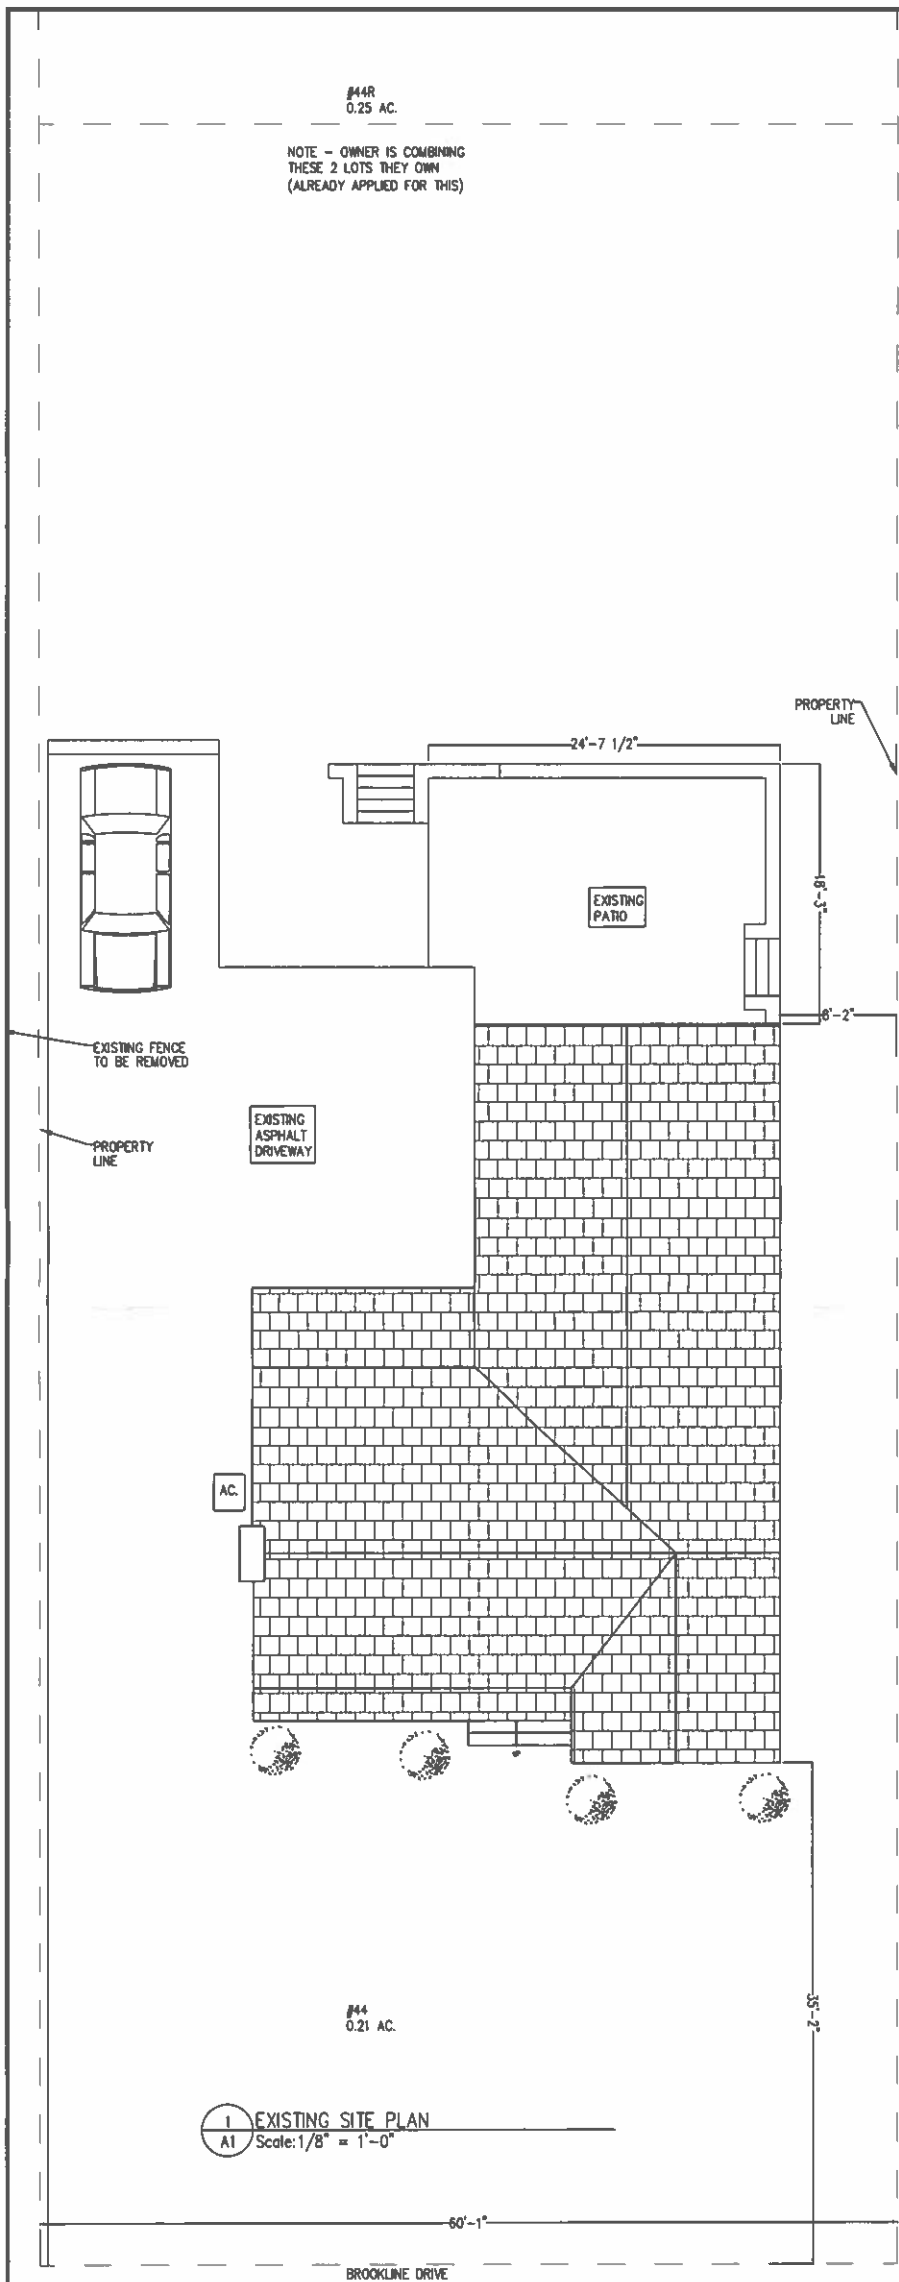 #44R
0.25 AC.
NOTE - OWNER IS COMBINING
THESE 2 LOTS THEY OWN
(ALREADY APPLIED FOR THIS)
PROPERTY
LINE
24'-7 1/2"
18'-3"
EXISTING
PATIO
8'-2"
EXISTING FENCE
TO BE REMOVED
EXISTING
ASPHALT
DRIVEWAY
PROPERTY
LINE
AC.
#44
0.21 AC.
35'-2"
1
A1
EXISTING SITE PLAN
Scale: 1/8" = 1'-0"
60'-1"
BROOKLINE DRIVE